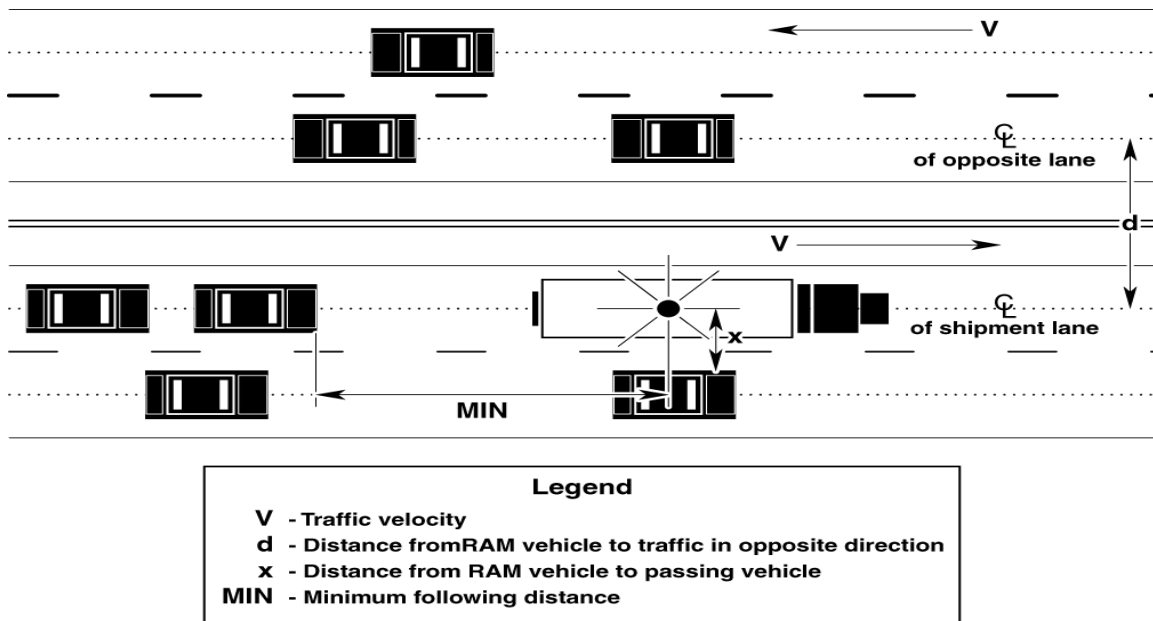 V
℄
of opposite lane
d
V
℄
of shipment lane
x
MIN
Legend
V - Traffic velocity
d - Distance fromRAM vehicle to traffic in opposite direction
x - Distance from RAM vehicle to passing vehicle
MIN - Minimum following distance